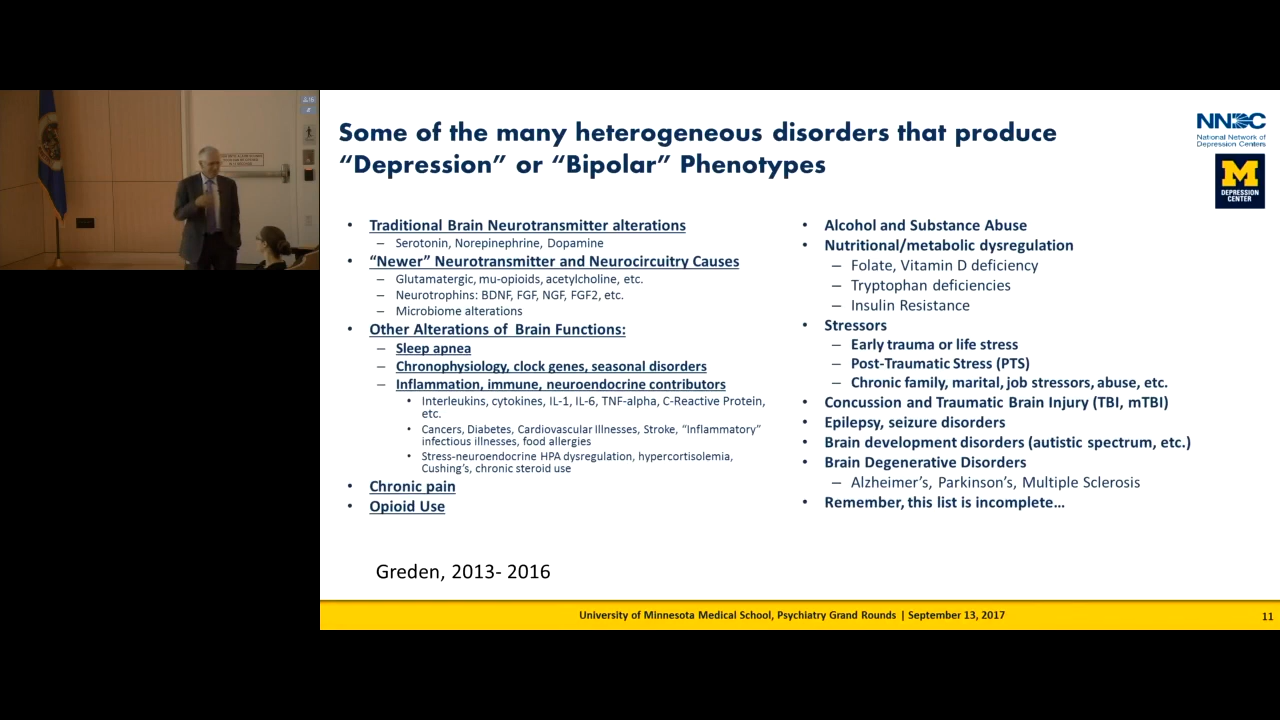 Some of the many heterogeneous disorders that produce
“Depression” or “Bipolar” Phenotypes
NNDC
National Network of
Depression Centers
M
DEPRESSION
CENTER
• Traditional Brain Neurotransmitter alterations
– Serotonin, Norepinephrine, Dopamine
• “Newer” Neurotransmitter and Neurocircuitry Causes
– Glutamatergic, mu-opioids, acetylcholine, etc.
– Neurotrophins: BDNF, FGF, NGF, FGF2, etc.
– Microbiome alterations
• Other Alterations of Brain Functions:
– Sleep apnea
– Chronophysiology, clock genes, seasonal disorders
– Inflammation, immune, neuroendocrine contributors
• Interleukins, cytokines, IL-1, IL-6, TNF-alpha, C-Reactive Protein,
etc.
• Cancers, Diabetes, Cardiovascular Illnesses, Stroke, “Inflammatory”
infectious illnesses, food allergies
• Stress-neuroendocrine HPA dysregulation, hypercortisolemia,
Cushing’s, chronic steroid use
• Chronic pain
• Opioid Use
• Alcohol and Substance Abuse
• Nutritional/metabolic dysregulation
– Folate, Vitamin D deficiency
– Tryptophan deficiencies
– Insulin Resistance
• Stressors
– Early trauma or life stress
– Post-Traumatic Stress (PTS)
– Chronic family, marital, job stressors, abuse, etc.
• Concussion and Traumatic Brain Injury (TBI, mTBI)
• Epilepsy, seizure disorders
• Brain development disorders (autistic spectrum, etc.)
• Brain Degenerative Disorders
– Alzheimer’s, Parkinson’s, Multiple Sclerosis
• Remember, this list is incomplete…
Greden, 2013- 2016
University of Minnesota Medical School, Psychiatry Grand Rounds | September 13, 2017
11